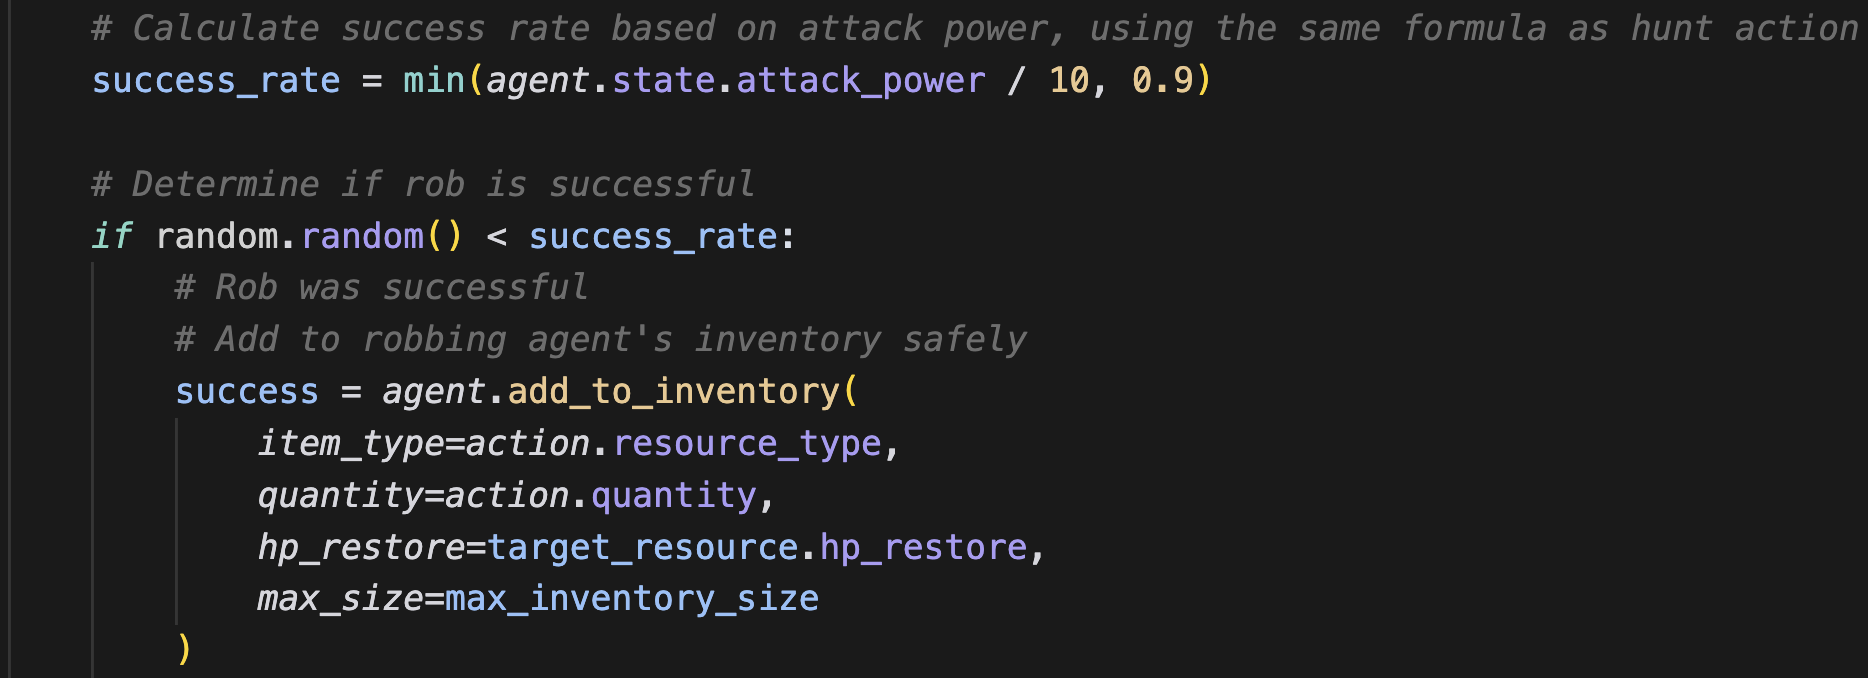 # Calculate success rate based on attack power, using the same formula as hunt action
success_rate = min(agent.state.attack_power / 10, 0.9)
# Determine if rob is successful
if random.random() < success_rate:
# Rob was successful
# Add to robbing agent's inventory safely
success = agent.add_to_inventory(
item_type=action.resource_type,
quantity=action.quantity,
hp_restore=target_resource.hp_restore,
max_size=max_inventory_size
)